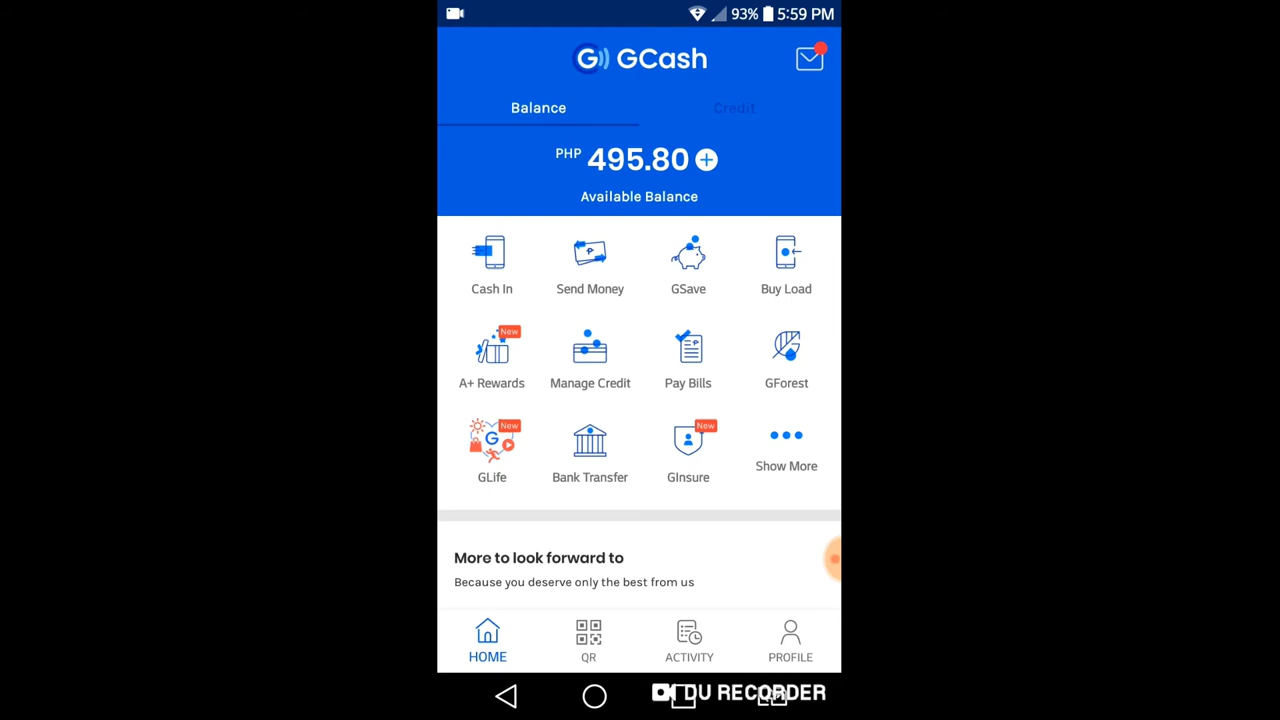 93% 5:59 PM
G GCash
Balance Credit
PHP 495.80
Available Balance
Cash In Send Money GSave Buy Load
New
A+ Rewards Manage Credit Pay Bills GForest
New New
G
GLife Bank Transfer GInsure Show More
More to look forward to
Because you deserve only the best from us
HOME QR ACTIVITY PROFILE
DU RECORDER